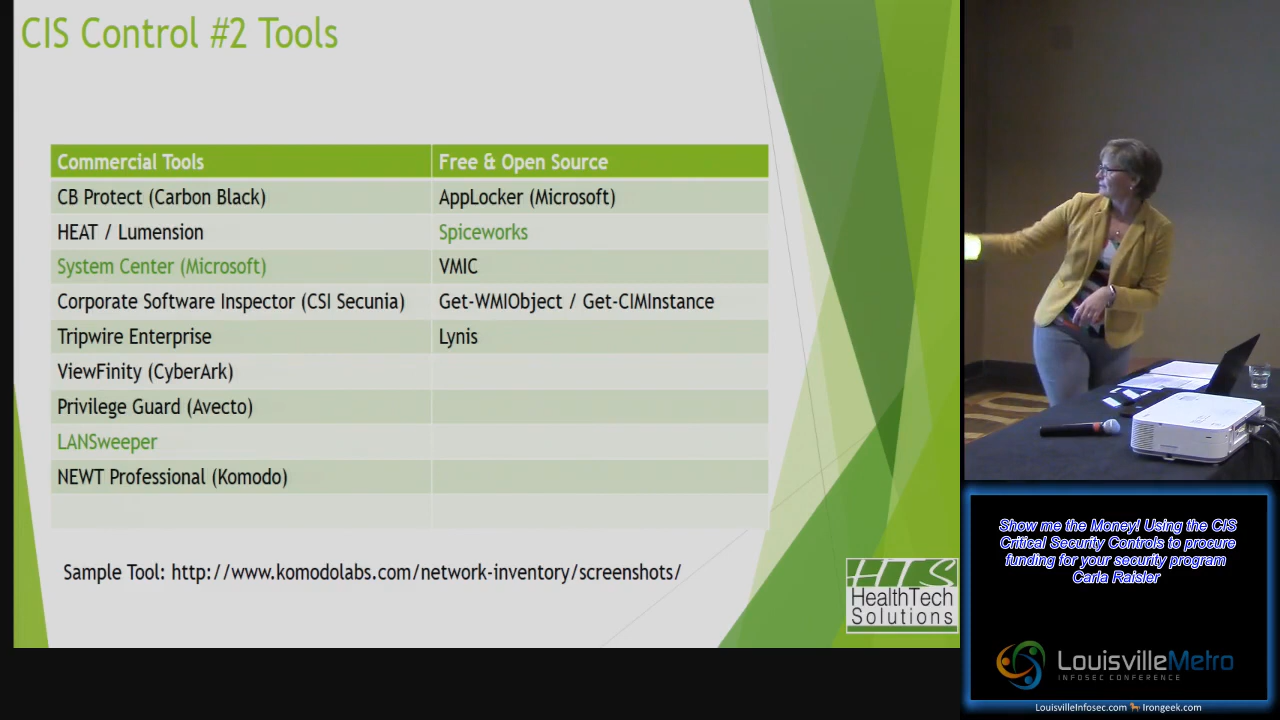 CIS Control #2 Tools
Commercial Tools
Free & Open Source
CB Protect (Carbon Black)
AppLocker (Microsoft)
HEAT / Lumension
Spiceworks
System Center (Microsoft)
VMIC
Corporate Software Inspector (CSI Secunia)
Get-WMIObject / Get-CIMInstance
Tripwire Enterprise
Lynis
ViewFinity (CyberArk)
Privilege Guard (Avecto)
LANSweeper
NEWT Professional (Komodo)
Sample Tool: http://www.komodolabs.com/network-inventory/screenshots/
HTS
HealthTech
Solutions
Show me the Money! Using the CIS
Critical Security Controls to procure
funding for your security program
Carla Raisler
LouisvilleMetro
INFOSEC CONFERENCE
LouisvilleInfosec.com Irongeek.com